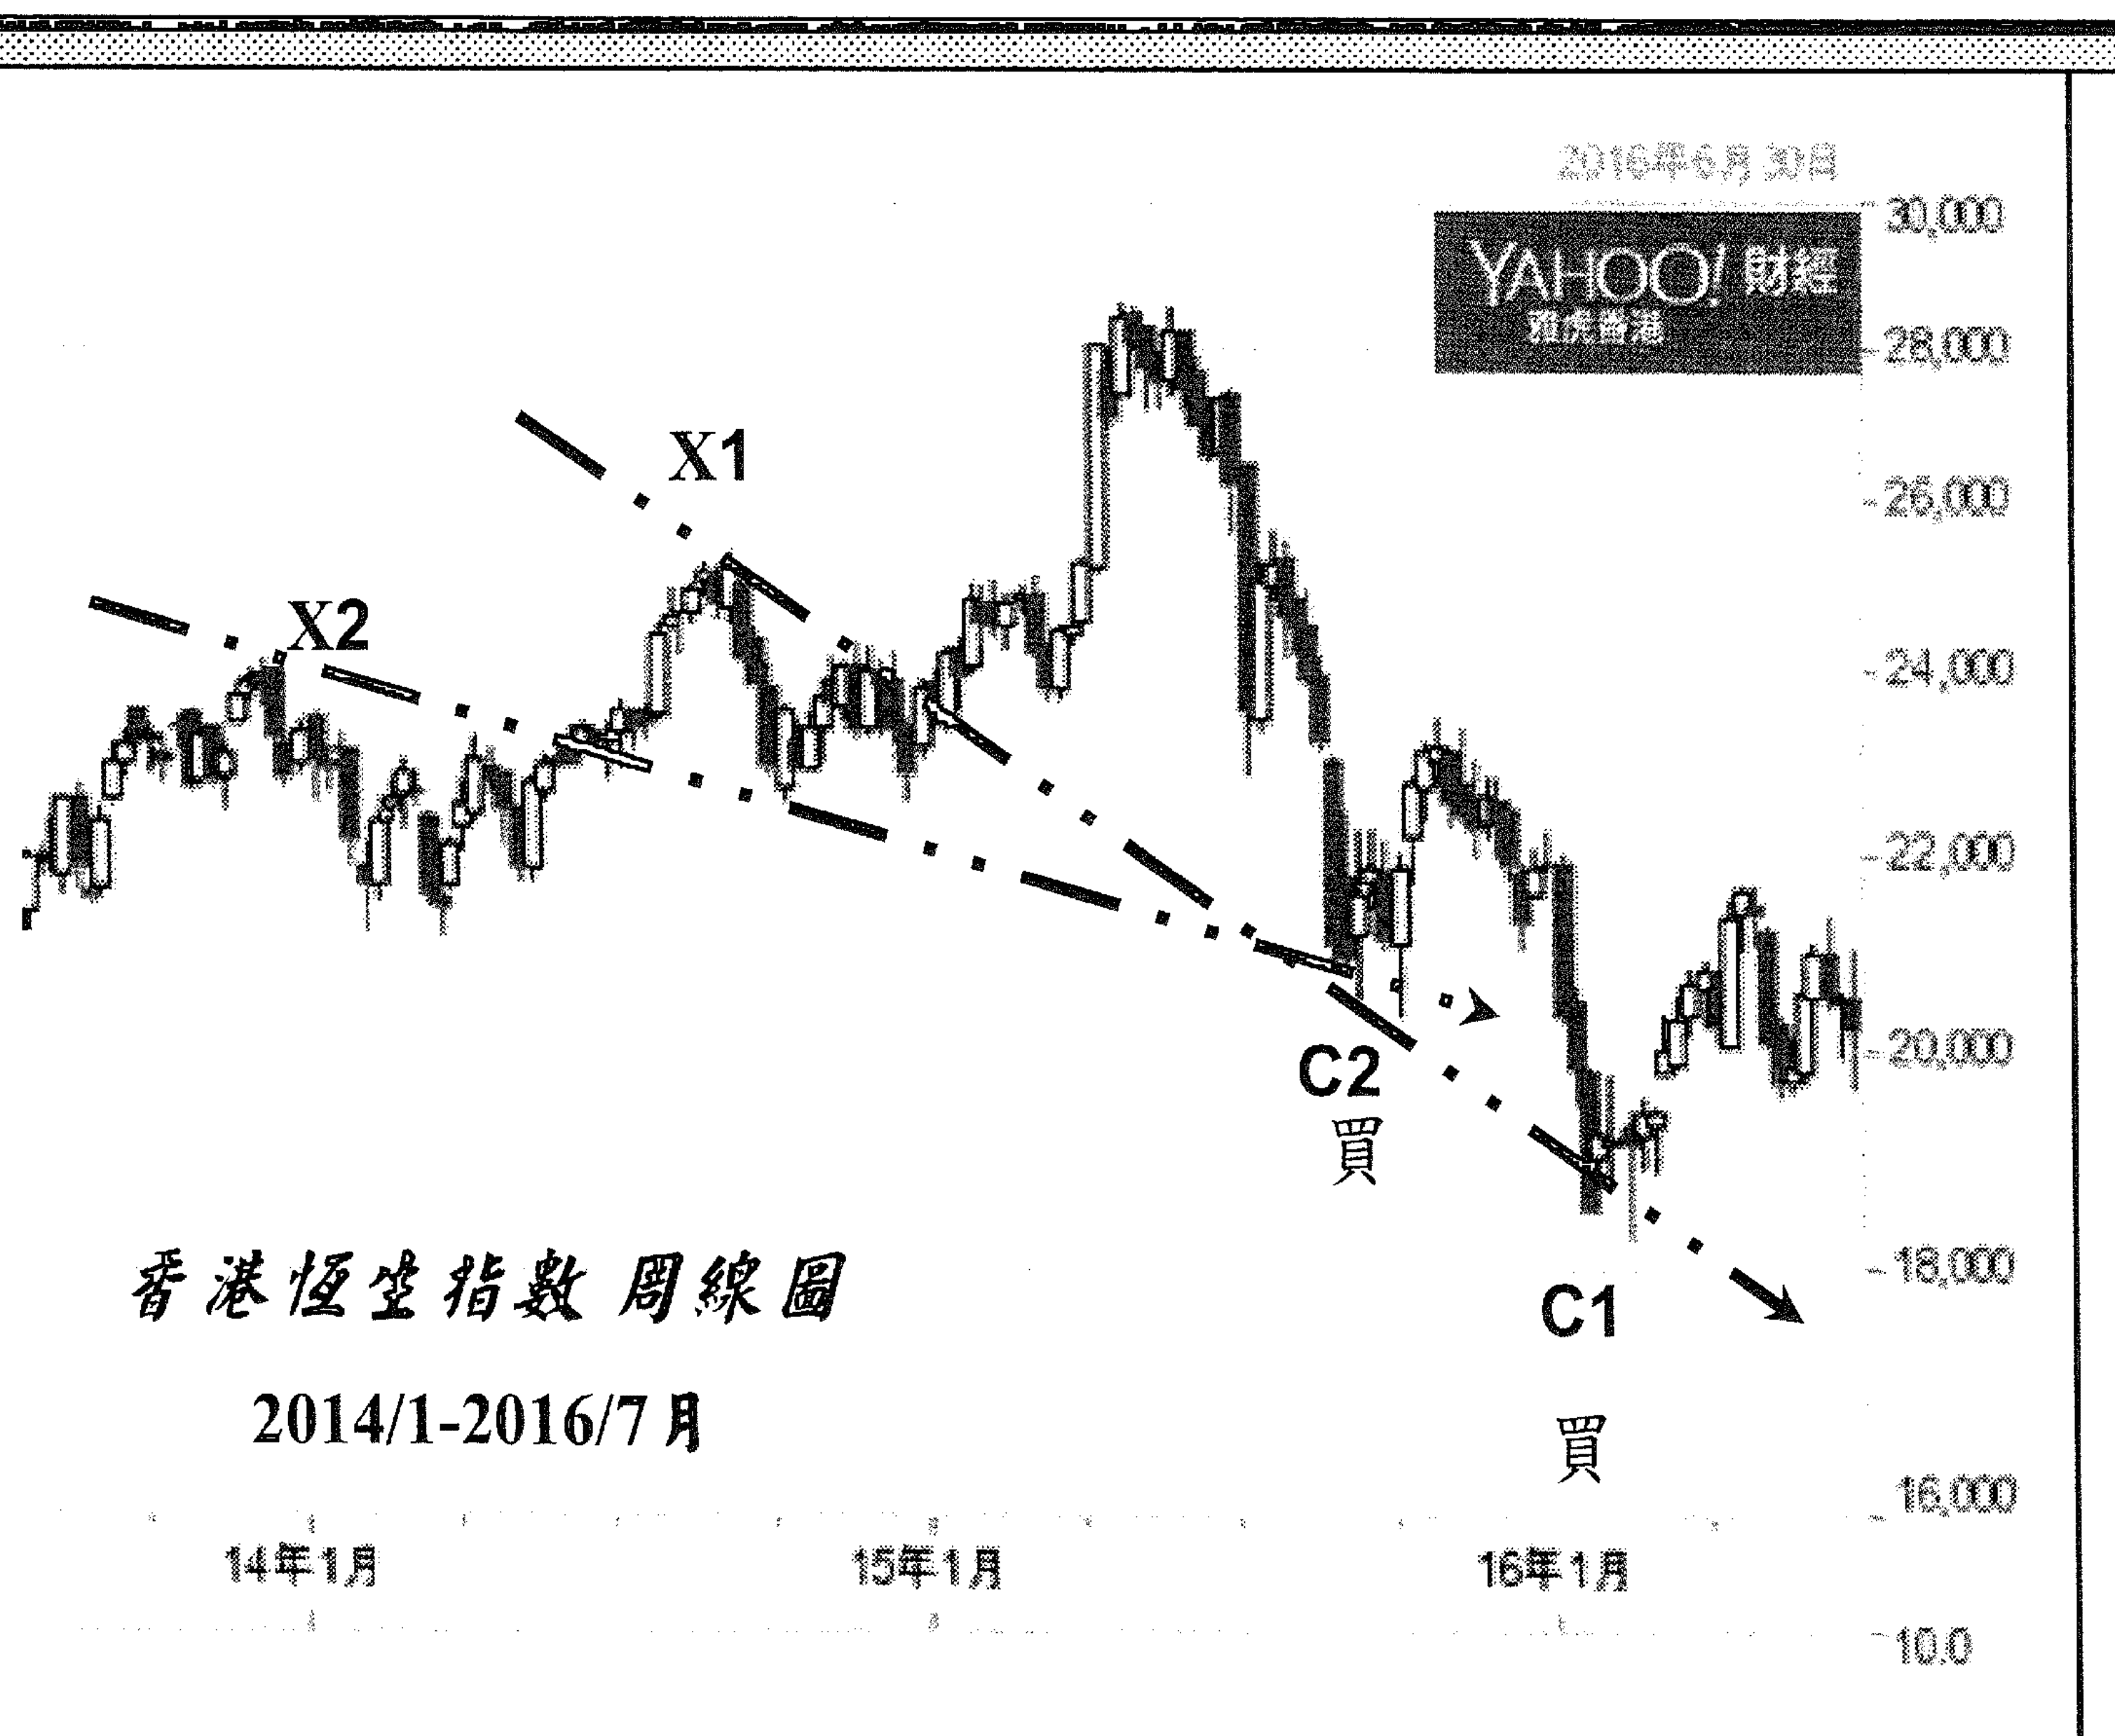 2016年6月30日
30,000
YAHOO! 財經
雅虎香港
28,000
X1
26,000
X2
24,000
22,000
20,000
C2
買
香港恆生指數 周線圖
18,000
C1
2014/1-2016/7月
買
16,000
14年1月
15年1月
16年1月
10.0